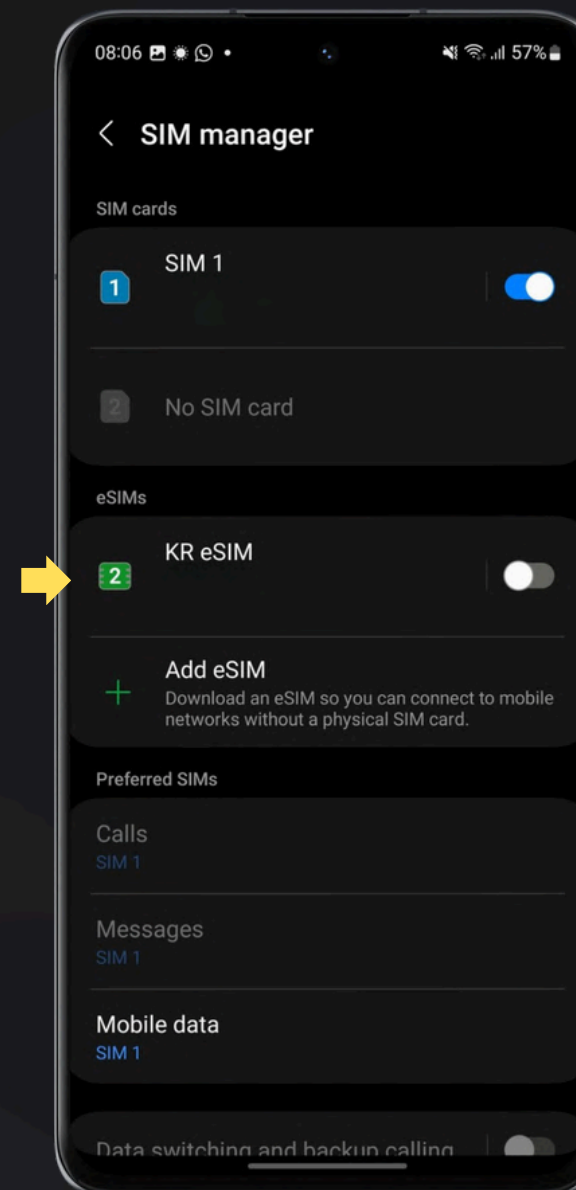 08:06
57%
SIM manager
SIM cards
SIM 1
1
2
No SIM card
eSIMs
KR eSIM
2
Add eSIM
Download an eSIM so you can connect to mobile
networks without a physical SIM card.
Preferred SIMs
Calls
SIM 1
Messages
SIM 1
Mobile data
SIM 1
Data switching and backup calling